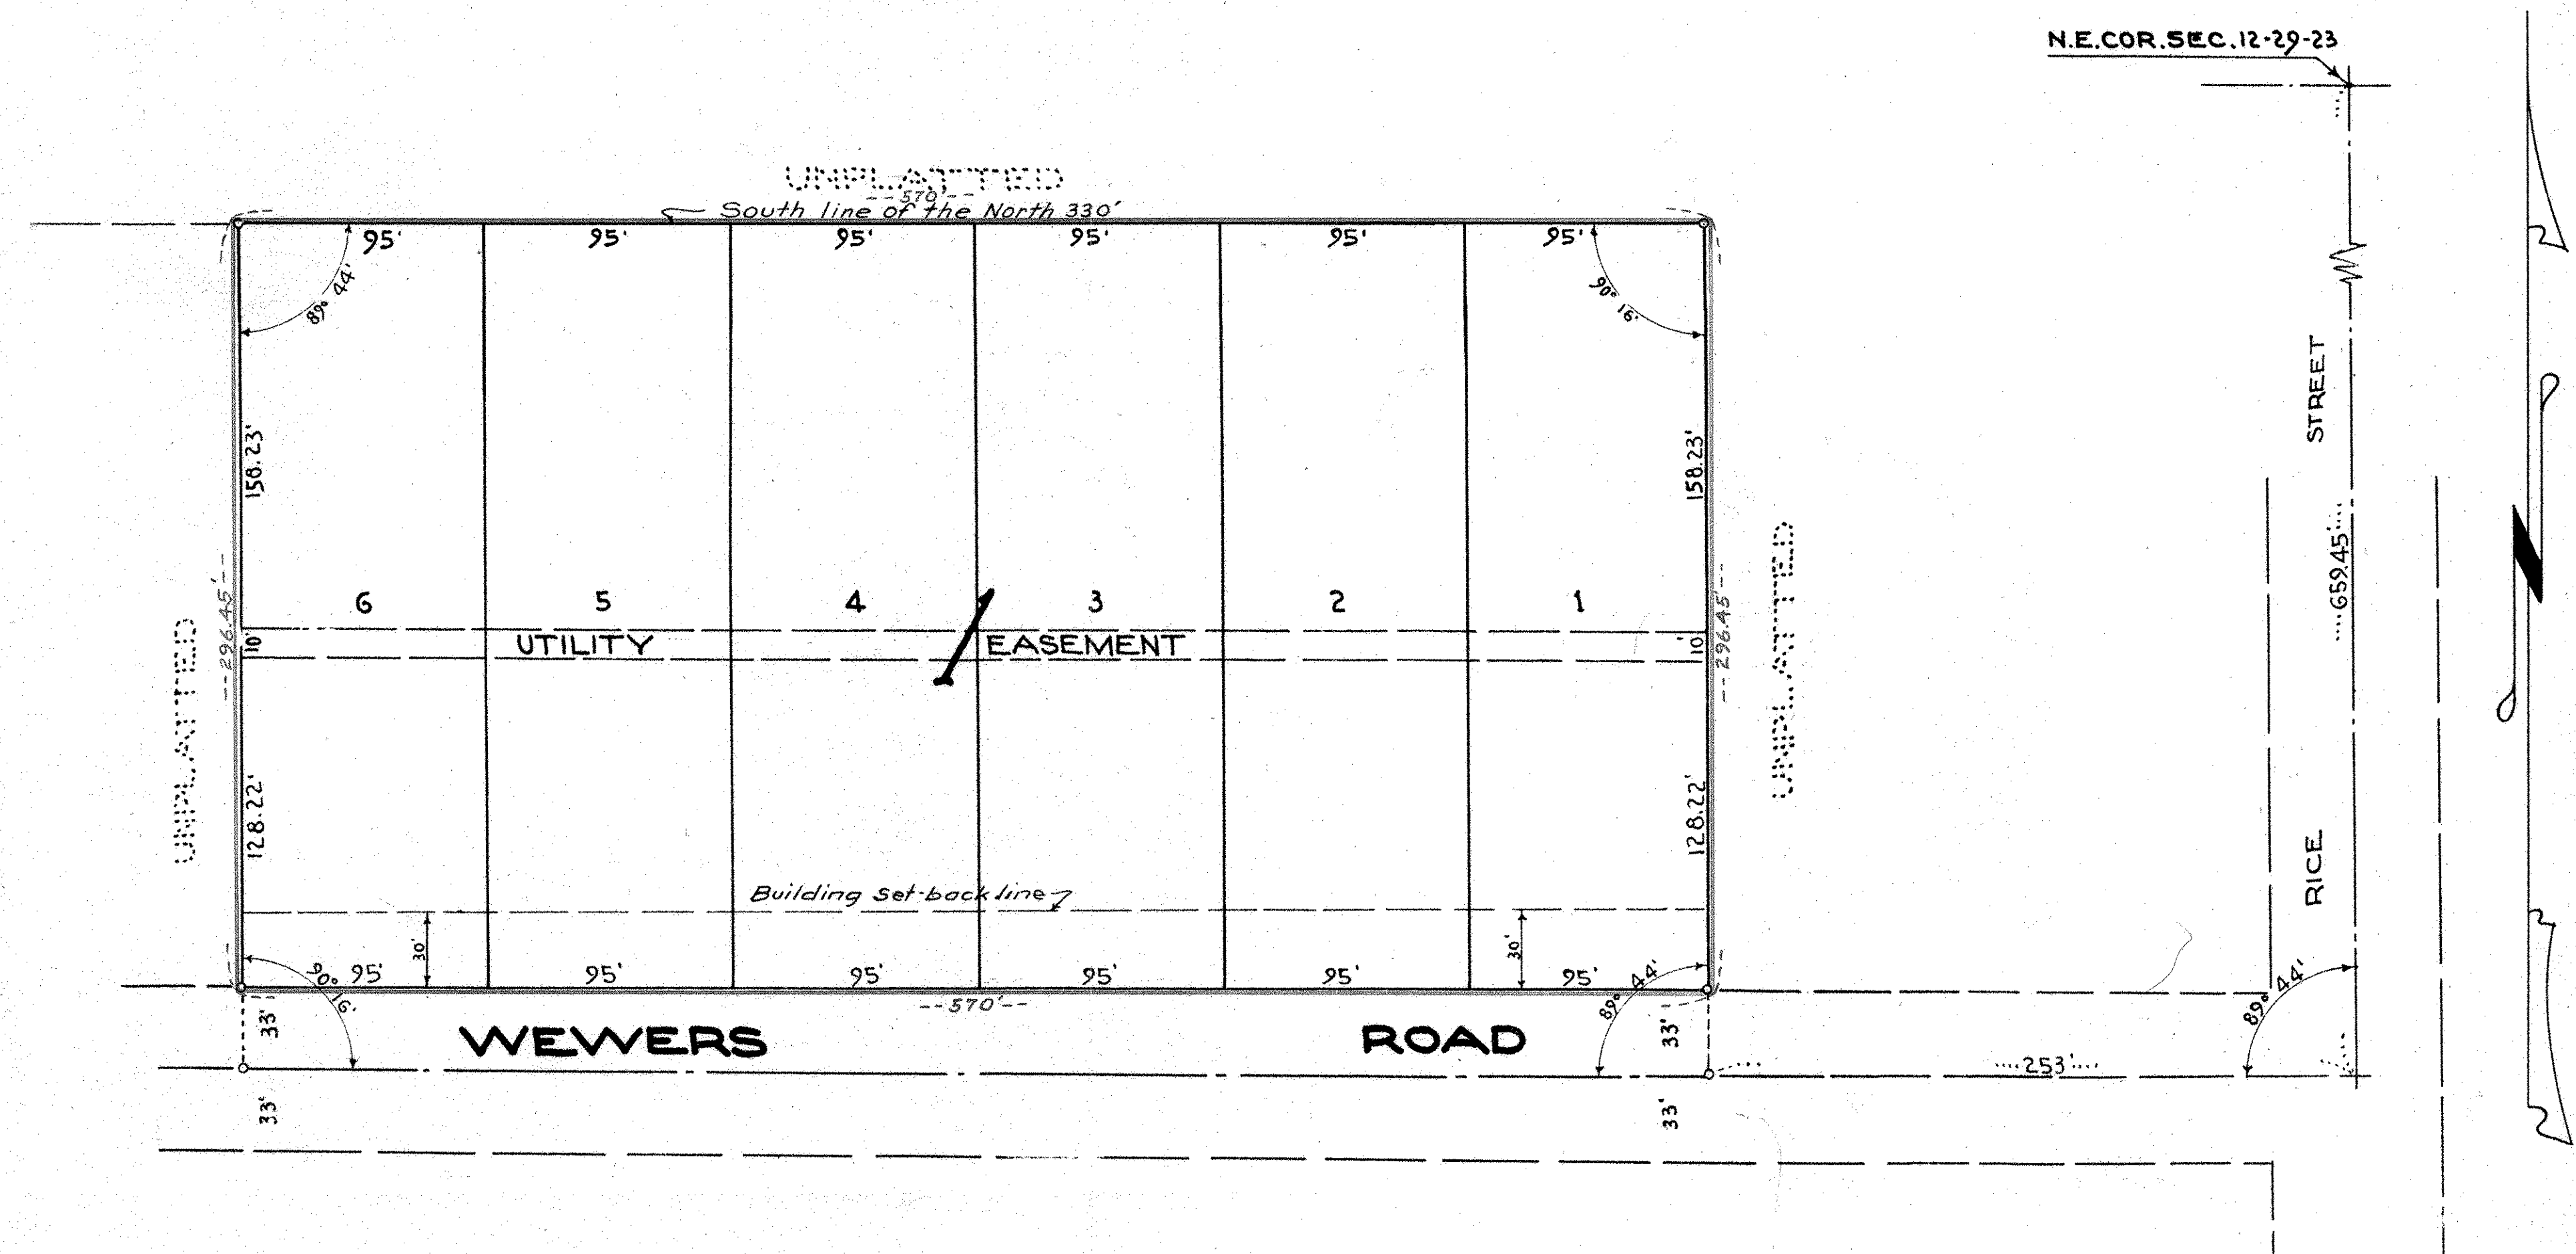 N.E.COR.SEC.12-29-23
UNPLATTED
--570'--
South line of the North 330'
95' 95' 95' 95' 95' 95'
89° 44'
90° 16'
158.23'
158.23'
STREET
659.45'
UNPLATTED
--296.45'--
6 5 4 3 2 1
1
10' UTILITY EASEMENT 10'
--296.45'--
UNPLATTED
128.22'
128.22'
RICE
Building set-back line
30'
30'
95' 95' 95' 95' 95' 95'
90° 16'
89° 44'
89° 44'
--570'--
33'
WEWERS ROAD
33'
253'
33'
33'